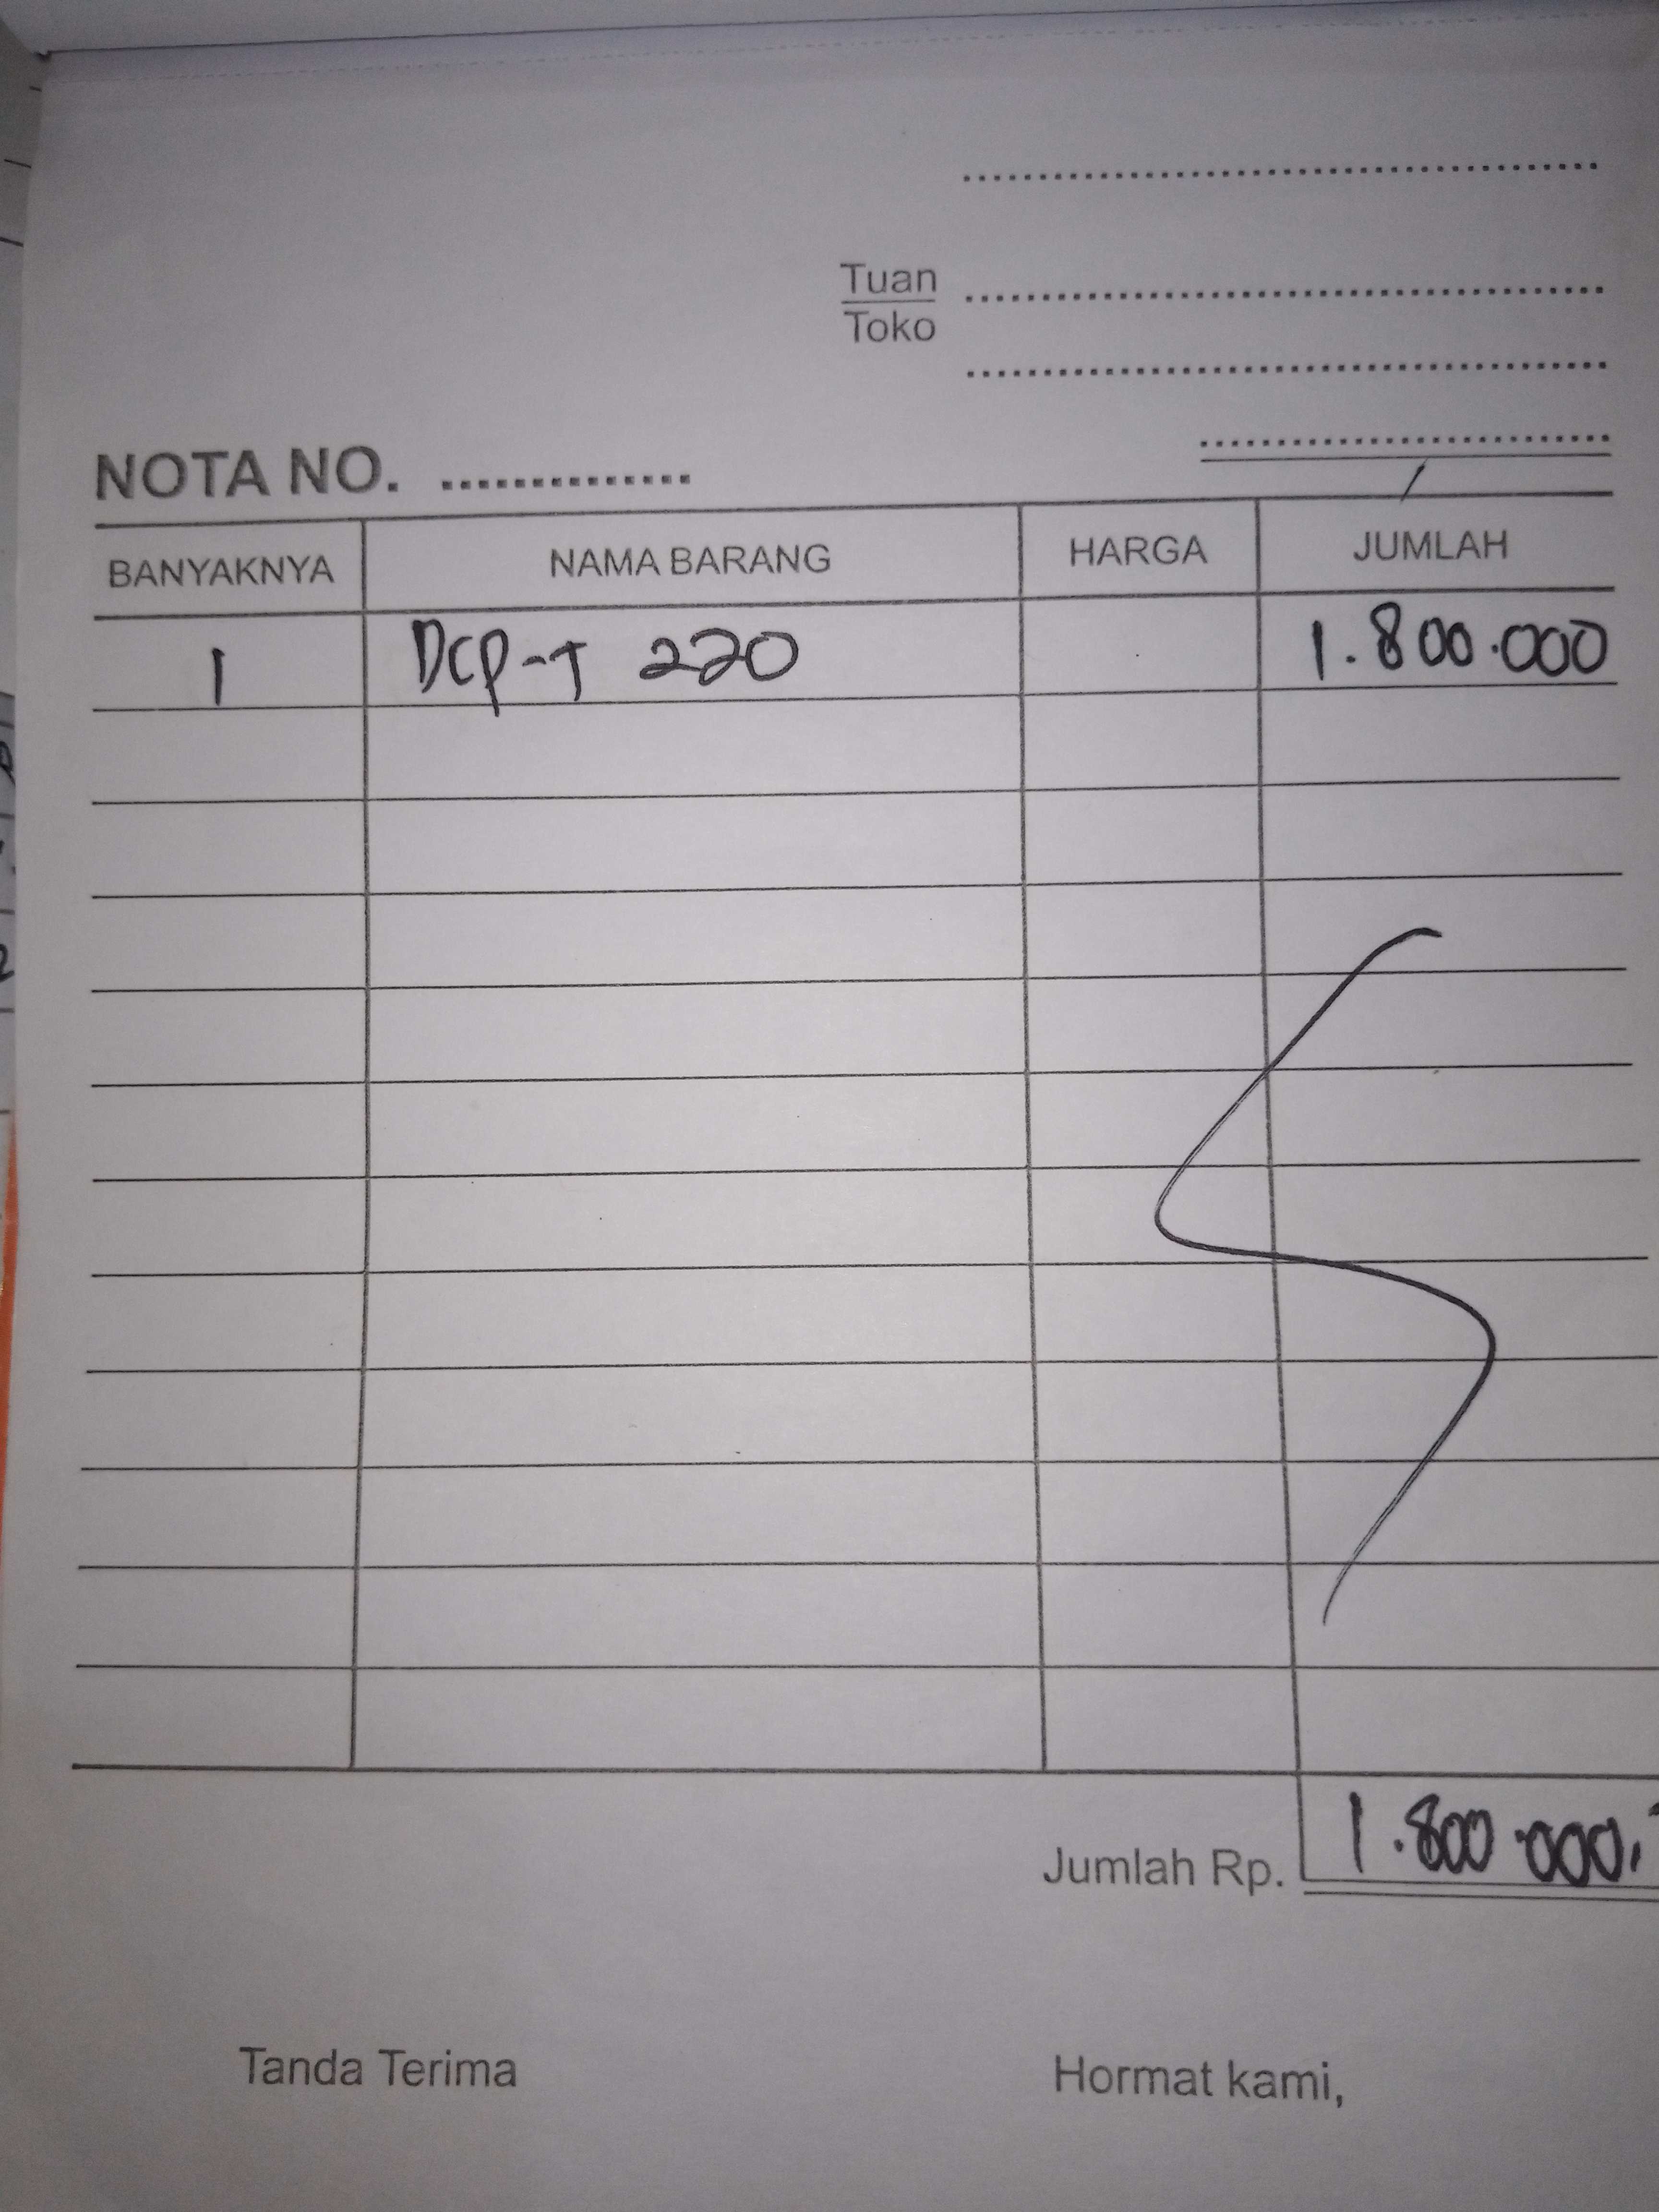 Tuan
Toko
NOTA NO. ..............
BANYAKNYA NAMA BARANG HARGA JUMLAH
1 DCP-T 220 1.800.000
Jumlah Rp. 1.800.000,-
Tanda Terima Hormat kami,